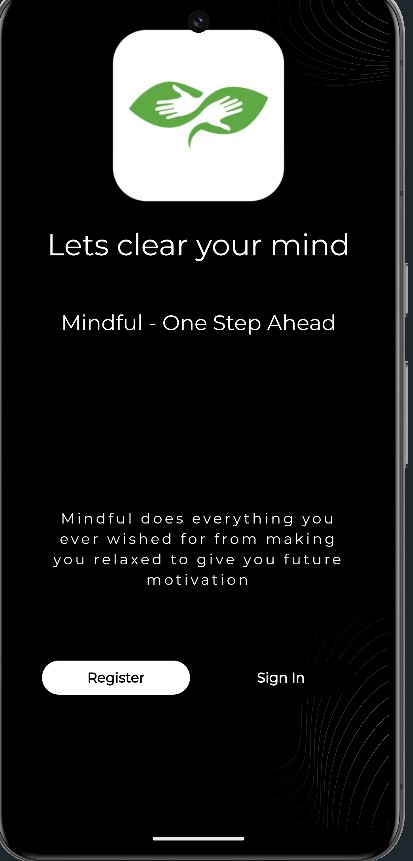 Lets clear your mind
Mindful - One Step Ahead
Mindful does everything you
ever wished for from making
you relaxed to give you future
motivation
Register
Sign In